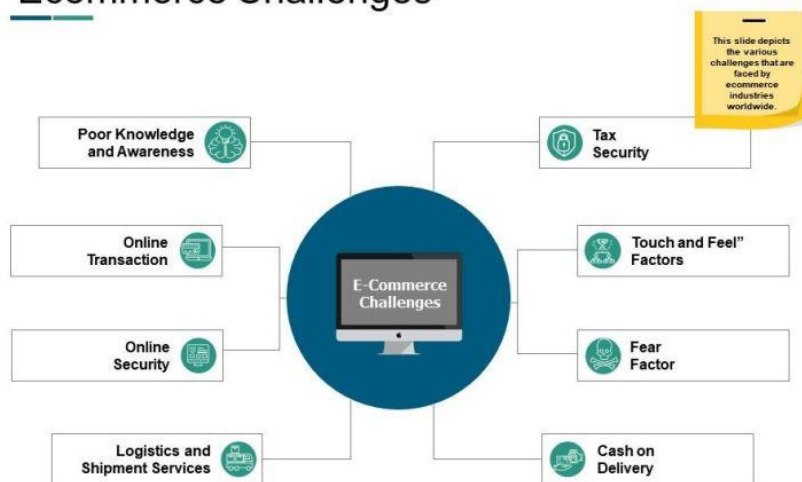 Ecommerce Challenges
This slide depicts
the various
challenges that are
faced by
ecommerce
industries
worldwide.
Poor Knowledge
and Awareness
Tax
Security
Online
Transaction
E-Commerce
Challenges
Touch and Feel”
Factors
Online
Security
Fear
Factor
Logistics and
Shipment Services
Cash on
Delivery